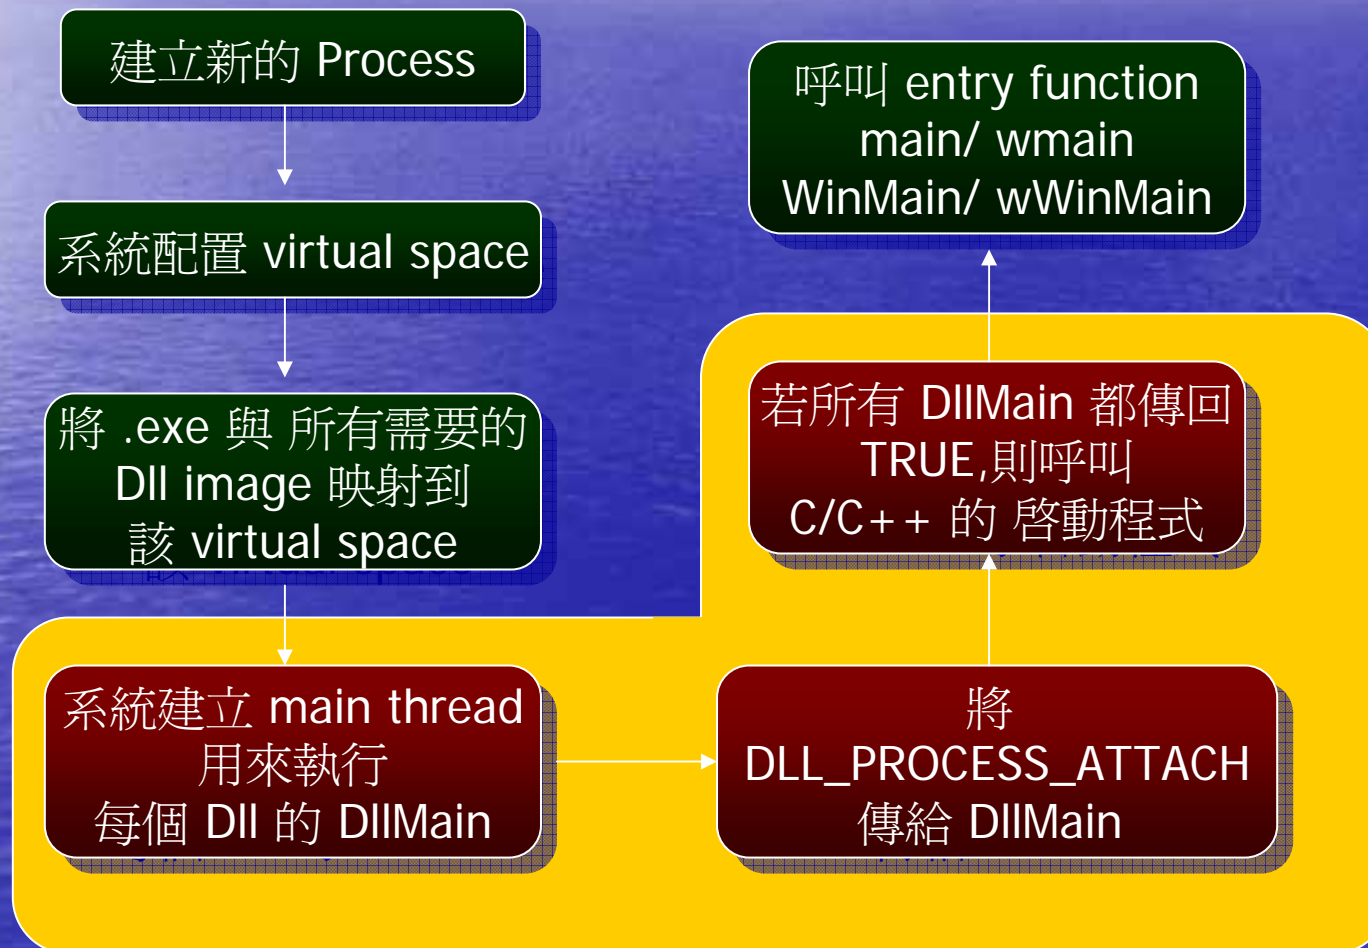 建立新的 Process
系統配置 virtual space
將 .exe 與 所有需要的
Dll image 映射到
該 virtual space
系統建立 main thread
用來執行
每個 Dll 的 DllMain
將
DLL_PROCESS_ATTACH
傳給 DllMain
若所有 DllMain 都傳回
TRUE,則呼叫
C/C++ 的 啓動程式
呼叫 entry function
main/ wmain
WinMain/ wWinMain